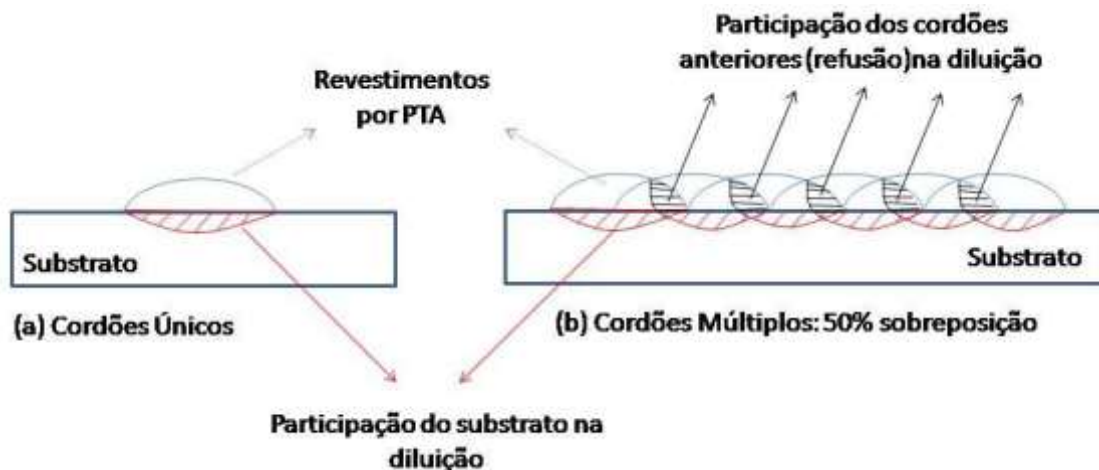 Participação dos cordões
anteriores (refusão)na diluição
Revestimentos
por PTA
Substrato
Substrato
(a) Cordões Únicos
(b) Cordões Múltiplos: 50% sobreposição
Participação do substrato na
diluição